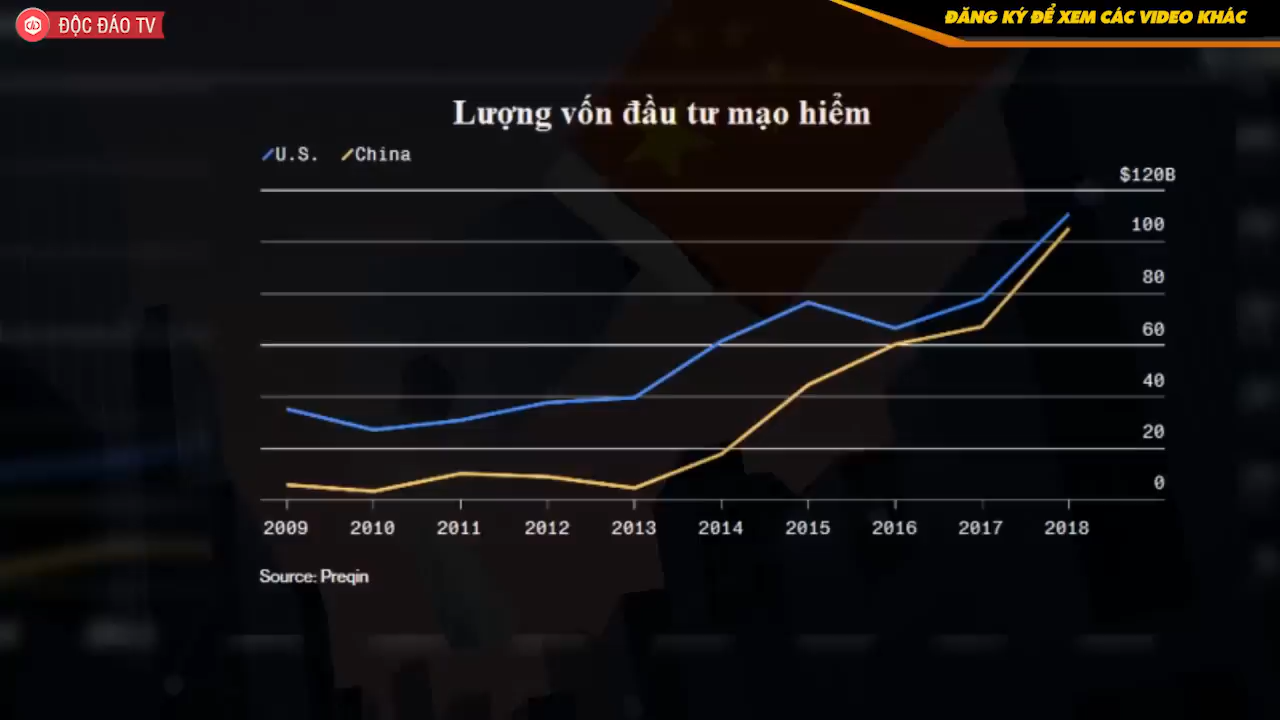 ĐỘC ĐÁO TV
ĐĂNG KÝ ĐỂ XEM CÁC VIDEO KHÁC
Lượng vốn đầu tư mạo hiểm
U.S. China
$120B
100
80
60
40
20
0
2009 2010 2011 2012 2013 2014 2015 2016 2017 2018
Source: Preqin